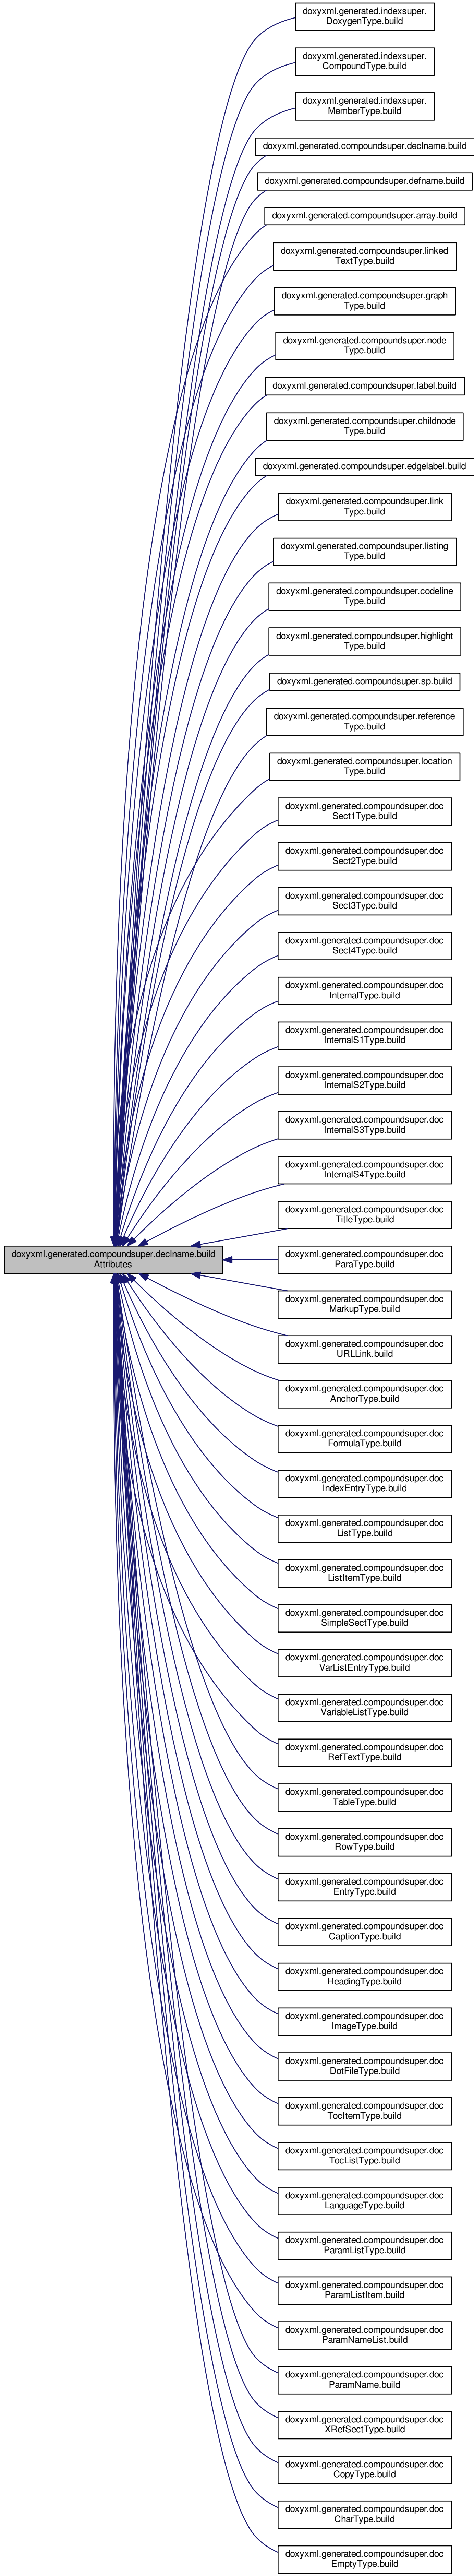 doxyxml.generated.indexsuper.
DoxygenType.build
doxyxml.generated.indexsuper.
CompoundType.build
doxyxml.generated.indexsuper.
MemberType.build
doxyxml.generated.compoundsuper.declname.build
doxyxml.generated.compoundsuper.defname.build
doxyxml.generated.compoundsuper.array.build
doxyxml.generated.compoundsuper.linked
TextType.build
doxyxml.generated.compoundsuper.graph
Type.build
doxyxml.generated.compoundsuper.node
Type.build
doxyxml.generated.compoundsuper.label.build
doxyxml.generated.compoundsuper.childnode
Type.build
doxyxml.generated.compoundsuper.edgelabel.build
doxyxml.generated.compoundsuper.link
Type.build
doxyxml.generated.compoundsuper.listing
Type.build
doxyxml.generated.compoundsuper.codeline
Type.build
doxyxml.generated.compoundsuper.highlight
Type.build
doxyxml.generated.compoundsuper.sp.build
doxyxml.generated.compoundsuper.reference
Type.build
doxyxml.generated.compoundsuper.location
Type.build
doxyxml.generated.compoundsuper.doc
Sect1Type.build
doxyxml.generated.compoundsuper.doc
Sect2Type.build
doxyxml.generated.compoundsuper.doc
Sect3Type.build
doxyxml.generated.compoundsuper.doc
Sect4Type.build
doxyxml.generated.compoundsuper.doc
InternalType.build
doxyxml.generated.compoundsuper.doc
InternalS1Type.build
doxyxml.generated.compoundsuper.doc
InternalS2Type.build
doxyxml.generated.compoundsuper.doc
InternalS3Type.build
doxyxml.generated.compoundsuper.doc
InternalS4Type.build
doxyxml.generated.compoundsuper.doc
TitleType.build
doxyxml.generated.compoundsuper.declname.build
Attributes
doxyxml.generated.compoundsuper.doc
ParaType.build
doxyxml.generated.compoundsuper.doc
MarkupType.build
doxyxml.generated.compoundsuper.doc
URLLink.build
doxyxml.generated.compoundsuper.doc
AnchorType.build
doxyxml.generated.compoundsuper.doc
FormulaType.build
doxyxml.generated.compoundsuper.doc
IndexEntryType.build
doxyxml.generated.compoundsuper.doc
ListType.build
doxyxml.generated.compoundsuper.doc
ListItemType.build
doxyxml.generated.compoundsuper.doc
SimpleSectType.build
doxyxml.generated.compoundsuper.doc
VarListEntryType.build
doxyxml.generated.compoundsuper.doc
VariableListType.build
doxyxml.generated.compoundsuper.doc
RefTextType.build
doxyxml.generated.compoundsuper.doc
TableType.build
doxyxml.generated.compoundsuper.doc
RowType.build
doxyxml.generated.compoundsuper.doc
EntryType.build
doxyxml.generated.compoundsuper.doc
CaptionType.build
doxyxml.generated.compoundsuper.doc
HeadingType.build
doxyxml.generated.compoundsuper.doc
ImageType.build
doxyxml.generated.compoundsuper.doc
DotFileType.build
doxyxml.generated.compoundsuper.doc
TocItemType.build
doxyxml.generated.compoundsuper.doc
TocListType.build
doxyxml.generated.compoundsuper.doc
LanguageType.build
doxyxml.generated.compoundsuper.doc
ParamListType.build
doxyxml.generated.compoundsuper.doc
ParamListItem.build
doxyxml.generated.compoundsuper.doc
ParamNameList.build
doxyxml.generated.compoundsuper.doc
ParamName.build
doxyxml.generated.compoundsuper.doc
XRefSectType.build
doxyxml.generated.compoundsuper.doc
CopyType.build
doxyxml.generated.compoundsuper.doc
CharType.build
doxyxml.generated.compoundsuper.doc
EmptyType.build